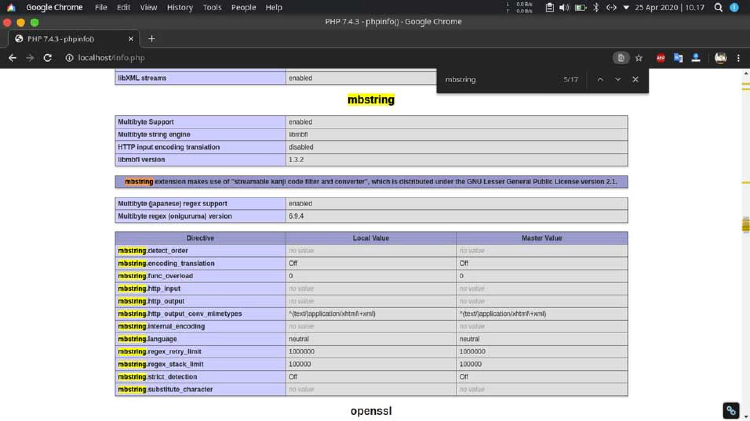 Google Chrome File Edit View History Tools People Help
0.0 B/s
0.0 B/s
25 Apr 2020 | 10.17
PHP 7.4.3 - phpinfo() - Google Chrome
PHP 7.4.3 - phpinfo()
localhost/info.php
mbstring 5/17
libXML streams enabled
mbstring
Multibyte Support enabled
Multibyte string engine libmbfl
HTTP input encoding translation disabled
libmbfl version 1.3.2
mbstring extension makes use of "streamable kanji code filter and converter", which is distributed under the GNU Lesser General Public License version 2.1.
Multibyte (japanese) regex support enabled
Multibyte regex (oniguruma) version 6.9.4
Directive Local Value Master Value
mbstring.detect_order no value no value
mbstring.encoding_translation Off Off
mbstring.func_overload 0 0
mbstring.http_input no value no value
mbstring.http_output no value no value
mbstring.http_output_conv_mimetypes ^(text/|application/xhtml\+xml) ^(text/|application/xhtml\+xml)
mbstring.internal_encoding no value no value
mbstring.language neutral neutral
mbstring.regex_retry_limit 1000000 1000000
mbstring.regex_stack_limit 100000 100000
mbstring.strict_detection Off Off
mbstring.substitute_character no value no value
openssl